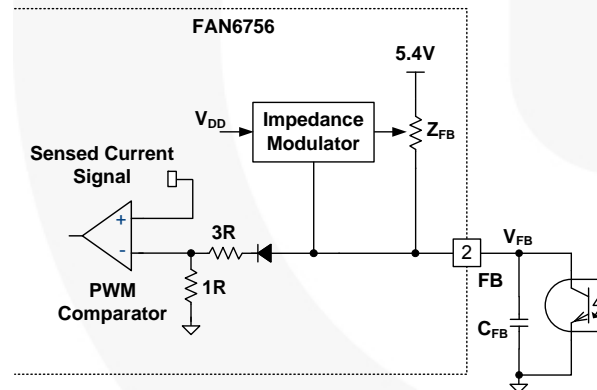 FAN6756
5.4V
VDD
Impedance
Modulator
ZFB
Sensed Current
Signal
+
-
3R
1R
PWM
Comparator
2
FB
VFB
CFB